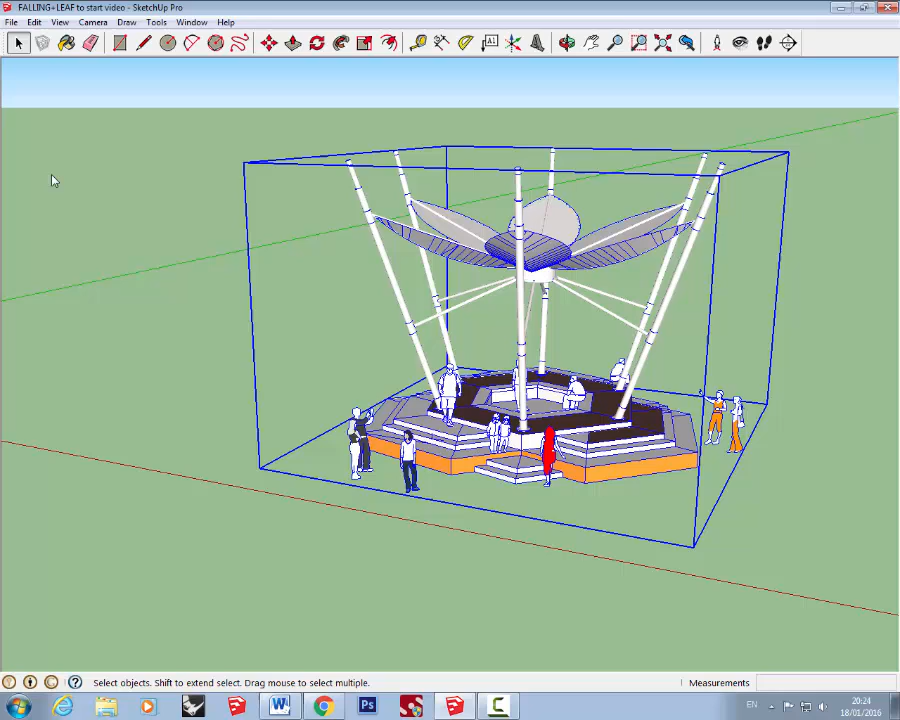 FALLING+LEAF to start video - SketchUp Pro
File Edit View Camera Draw Tools Window Help
Select objects. Shift to extend select. Drag mouse to select multiple.
Measurements
EN
20:24
18/01/2016